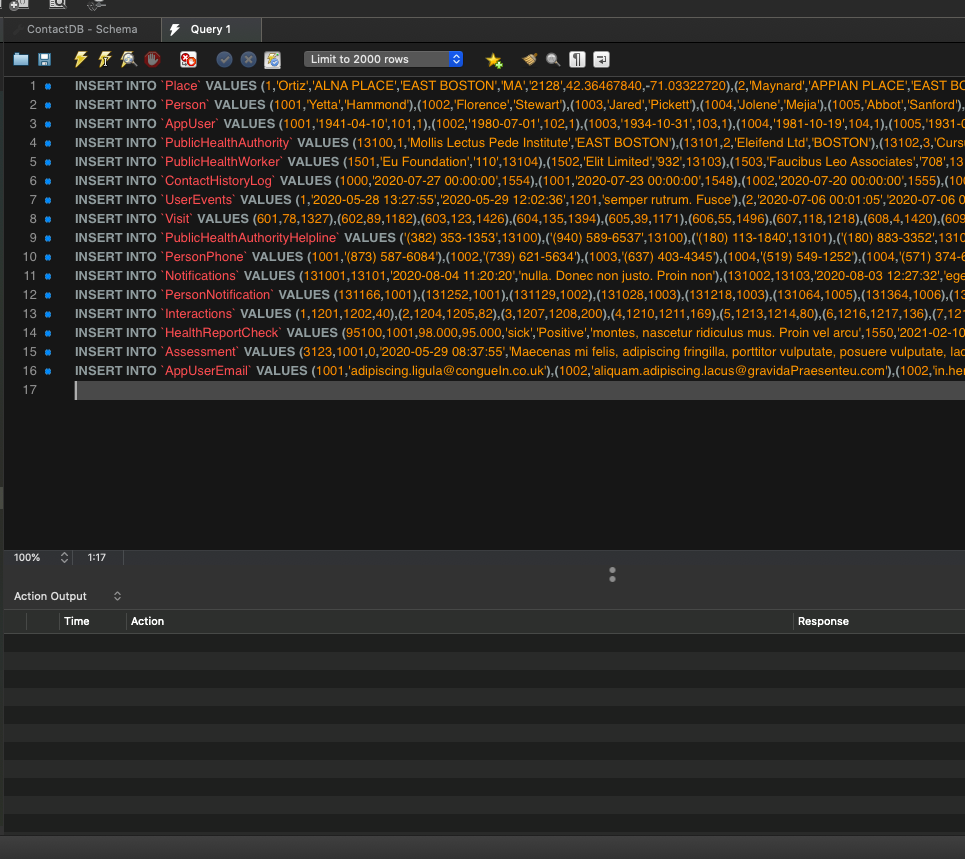 ContactDB - Schema
Query 1
Limit to 2000 rows
1 INSERT INTO `Place` VALUES (1,'Ortiz','ALNA PLACE','EAST BOSTON','MA','2128',42.36467840,-71.03322720),(2,'Maynard','APPIAN PLACE','EAST BO
2 INSERT INTO `Person` VALUES (1001,'Yetta','Hammond'),(1002,'Florence','Stewart'),(1003,'Jared','Pickett'),(1004,'Jolene','Mejia'),(1005,'Abbot','Sanford'),
3 INSERT INTO `AppUser` VALUES (1001,'1941-04-10',101,1),(1002,'1980-07-01',102,1),(1003,'1934-10-31',103,1),(1004,'1981-10-19',104,1),(1005,'1931-0
4 INSERT INTO `PublicHealthAuthority` VALUES (13100,1,'Mollis Lectus Pede Institute','EAST BOSTON'),(13101,2,'Eleifend Ltd','BOSTON'),(13102,3,'Cursu
5 INSERT INTO `PublicHealthWorker` VALUES (1501,'Eu Foundation','110',13104),(1502,'Elit Limited','932',13103),(1503,'Faucibus Leo Associates','708',13
6 INSERT INTO `ContactHistoryLog` VALUES (1000,'2020-07-27 00:00:00',1554),(1001,'2020-07-23 00:00:00',1548),(1002,'2020-07-20 00:00:00',1555),(100
7 INSERT INTO `UserEvents` VALUES (1,'2020-05-28 13:27:55','2020-05-29 12:02:36',1201,'semper rutrum. Fusce'),(2,'2020-07-06 00:01:05','2020-07-06 0
8 INSERT INTO `Visit` VALUES (601,78,1327),(602,89,1182),(603,123,1426),(604,135,1394),(605,39,1171),(606,55,1496),(607,118,1218),(608,4,1420),(609
9 INSERT INTO `PublicHealthAuthorityHelpline` VALUES ('(382) 353-1353',13100),('(940) 589-6537',13100),('(180) 113-1840',13101),('(180) 883-3352',1310
10 INSERT INTO `PersonPhone` VALUES (1001,'(873) 587-6084'),(1002,'(739) 621-5634'),(1003,'(637) 403-4345'),(1004,'(519) 549-1252'),(1004,'(571) 374-6
11 INSERT INTO `Notifications` VALUES (131001,13101,'2020-08-04 11:20:20','nulla. Donec non justo. Proin non'),(131002,13103,'2020-08-03 12:27:32','ege
12 INSERT INTO `PersonNotification` VALUES (131166,1001),(131252,1001),(131129,1002),(131028,1003),(131218,1003),(131064,1005),(131364,1006),(13
13 INSERT INTO `Interactions` VALUES (1,1201,1202,40),(2,1204,1205,82),(3,1207,1208,200),(4,1210,1211,169),(5,1213,1214,80),(6,1216,1217,136),(7,121
14 INSERT INTO `HealthReportCheck` VALUES (95100,1001,98.000,95.000,'sick','Positive','montes, nascetur ridiculus mus. Proin vel arcu',1550,'2021-02-10
15 INSERT INTO `Assessment` VALUES (3123,1001,0,'2020-05-29 08:37:55','Maecenas mi felis, adipiscing fringilla, porttitor vulputate, posuere vulputate, lac
16 INSERT INTO `AppUserEmail` VALUES (1001,'adipiscing.ligula@congueIn.co.uk'),(1002,'aliquam.adipiscing.lacus@gravidaPraesenteu.com'),(1002,'in.her
17
100% 1:17
Action Output
Time Action Response